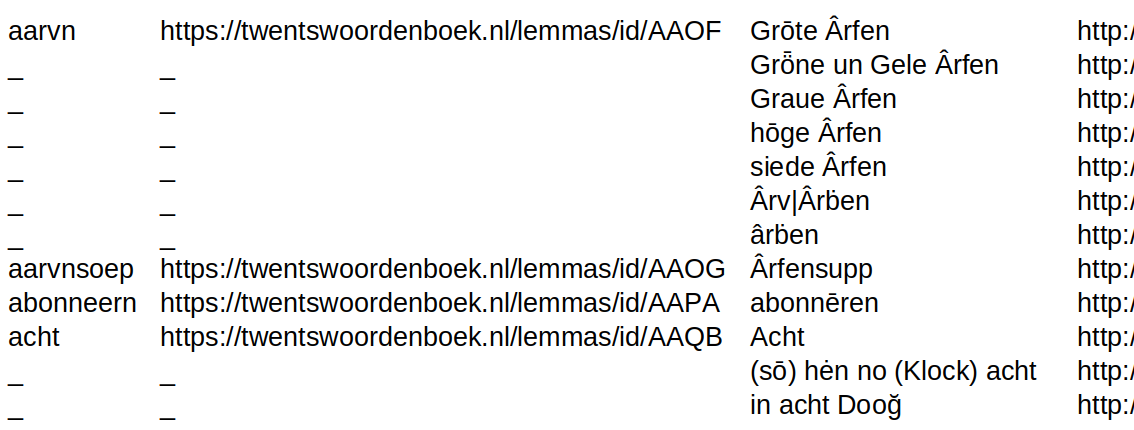 aarvn https://twentswoordenboek.nl/lemmas/id/AAOF Grōte Ârfen http:/
_ _ Grȫne un Gele Ârfen http:/
_ _ Graue Ârfen http:/
_ _ hōge Ârfen http:/
_ _ siede Ârfen http:/
_ _ Ârv|Ârḃen http:/
_ _ ârḃen http:/
aarvnsoep https://twentswoordenboek.nl/lemmas/id/AAOG Ârfensupp http:/
abonneern https://twentswoordenboek.nl/lemmas/id/AAPA abonnēren http:/
acht https://twentswoordenboek.nl/lemmas/id/AAQB Acht http:/
_ _ (sō) hėn no (Klock) acht http:/
_ _ in acht Dooğ http:/